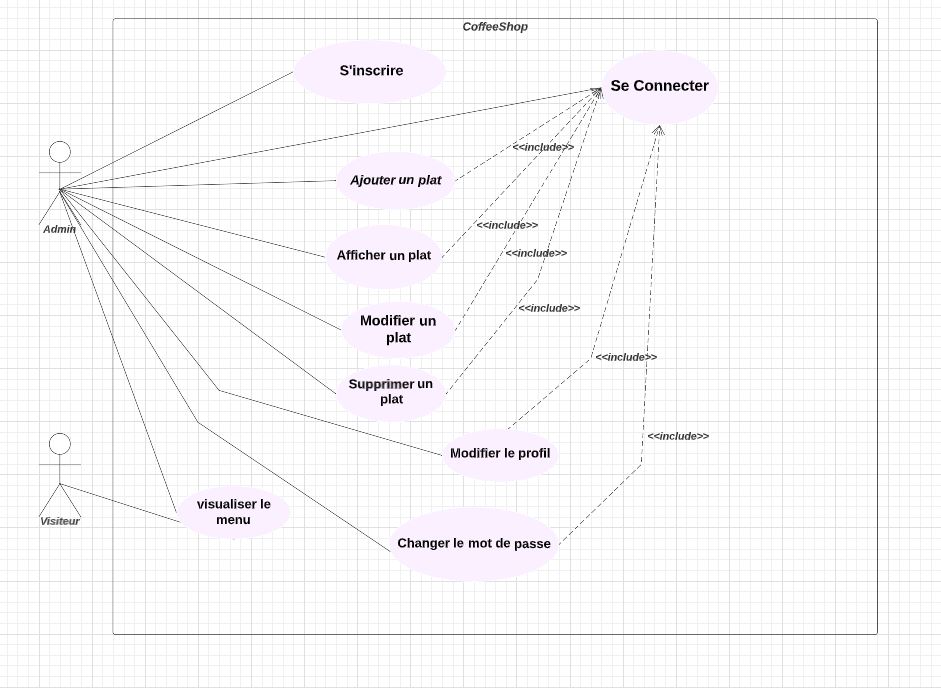 CoffeeShop
S'inscrire
Se Connecter
<<include>>
Ajouter un plat
Admin
<<include>>
Afficher un plat
<<include>>
<<include>>
Modifier un
plat
<<include>>
Supprimer un
plat
<<include>>
Modifier le profil
visualiser le
menu
Visiteur
Changer le mot de passe